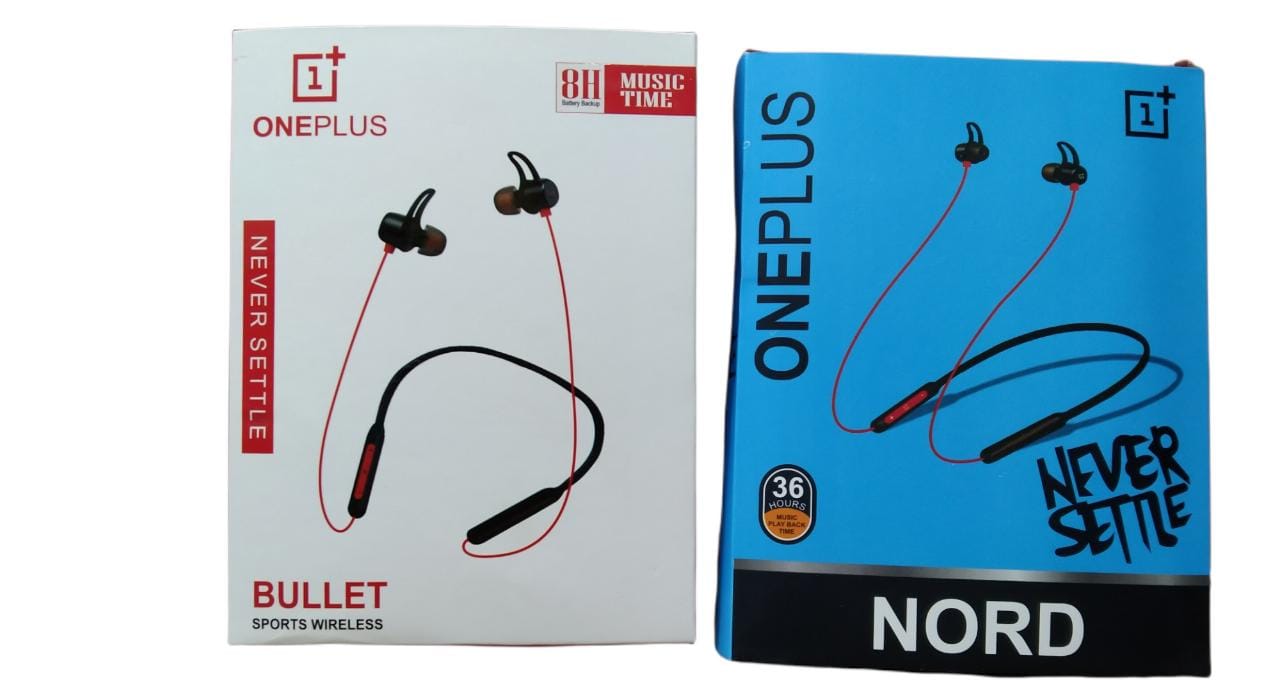 1+
ONEPLUS
8H
Battery Backup
MUSIC
TIME
NEVER SETTLE
BULLET
SPORTS WIRELESS
1+
ONEPLUS
36
HOURS
MUSIC
PLAY BACK
TIME
NEVER
SETTLE
NORD